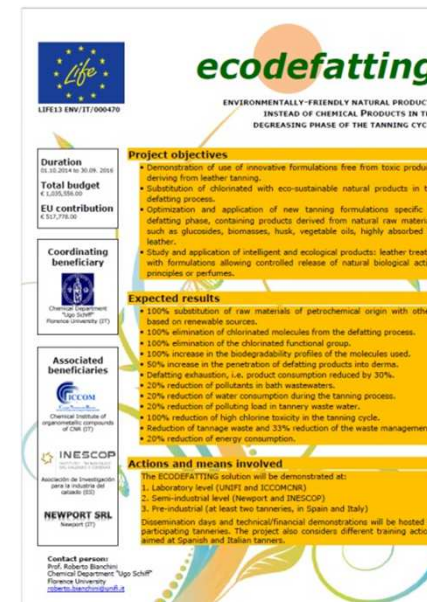 Life
LIFE13 ENV/IT/000470
ecodefatting
ENVIRONMENTALLY-FRIENDLY NATURAL PRODUC
INSTEAD OF CHEMICAL PRODUCTS IN T
DEGREASING PHASE OF THE TANNING CYC
Duration
01.10.2014 to 30.09. 2016
Total budget
€ 1,035,556.00
EU contribution
€ 517,778.00
Coordinating
beneficiary
Chemical Department
"Ugo Schiff"
Florence University (IT)
Associated
beneficiaries
ICCOM
Chemical Institute of
organometallic compounds
of CNR (IT)
INESCOP
Asociación de Investigación
para la industria del
calzado (ES)
NEWPORT SRL
Newport (IT)
Contact person:
Prof. Roberto Bianchini
Chemical Department "Ugo Schiff"
Florence University
roberto.bianchini@unifi.it
Project objectives
• Demonstration of use of innovative formulations free from toxic produ
deriving from leather tanning.
• Substitution of chlorinated with eco-sustainable natural products in t
defatting process.
• Optimization and application of new tanning formulations specific
defatting phase, containing products derived from natural raw materia
such as glucosides, biomasses, husk, vegetable oils, highly absorbed
leather.
• Study and application of intelligent and ecological products: leather treat
with formulations allowing controlled release of natural biological acti
principles or perfumes.
Expected results
• 100% substitution of raw materials of petrochemical origin with othe
based on renewable sources.
• 100% elimination of chlorinated molecules from the defatting process.
• 100% elimination of the chlorinated functional group.
• 100% increase in the biodegradability profiles of the molecules used.
• 50% increase in the penetration of defatting products into derma.
• Defatting exhaustion, i.e. product consumption reduced by 30%.
• 20% reduction of pollutants in bath wastewaters.
• 20% reduction of water consumption during the tanning process.
• 20% reduction of polluting load in tannery waste water.
• 100% reduction of high chlorine toxicity in the tanning cycle.
• Reduction of tannage waste and 33% reduction of the waste managemen
• 20% reduction of energy consumption.
Actions and means involved
The ECODEFATTING solution will be demonstrated at:
1. Laboratory level (UNIFI and ICCOMCNR)
2. Semi-industrial level (Newport and INESCOP)
3. Pre-industrial (at least two tanneries, in Spain and Italy)
Dissemination days and technical/financial demonstrations will be hosted
participating tanneries. The project also considers different training actio
aimed at Spanish and Italian tanners.